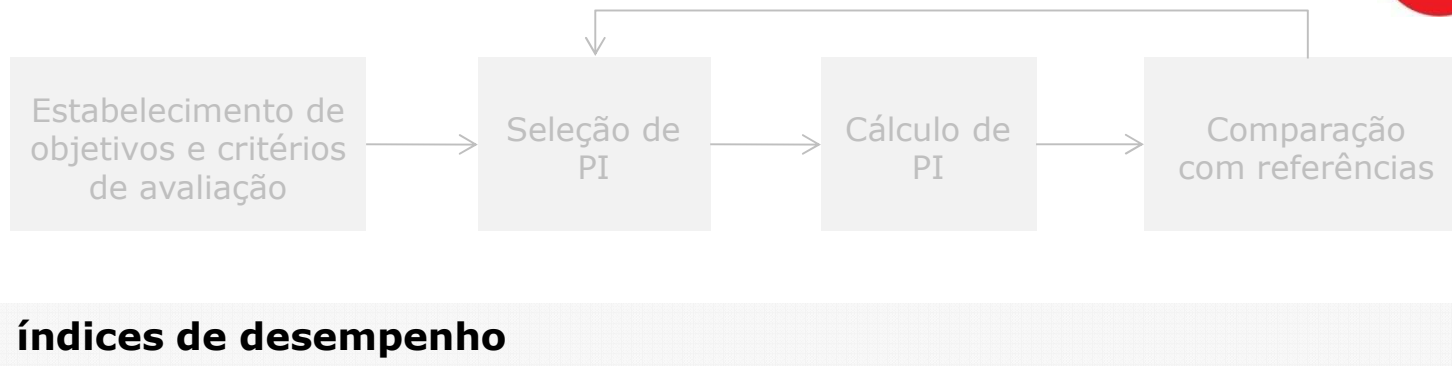 Estabelecimento de
objetivos e critérios
de avaliação
Seleção de
PI
Cálculo de
PI
Comparação
com referências
índices de desempenho